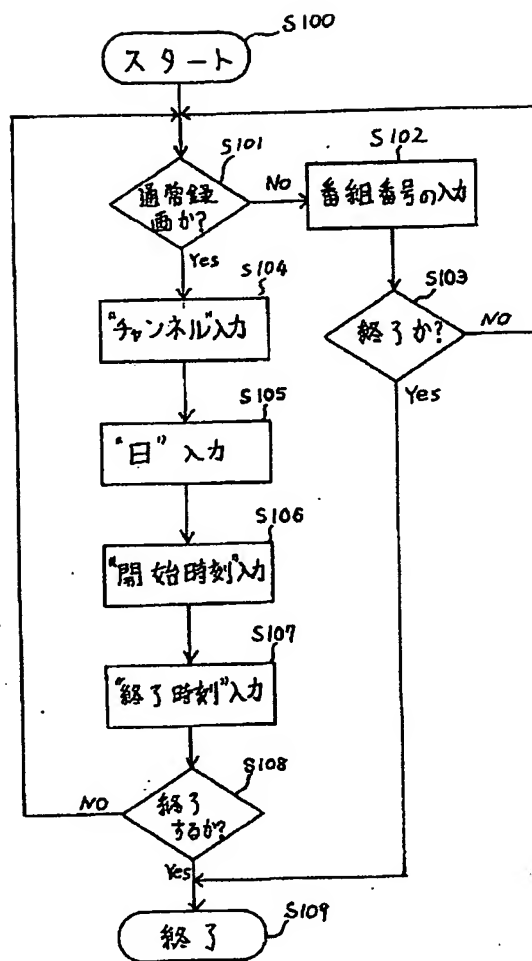 S100
スタート
S101
通常録
画か?
No
S102
番組番号の入力
Yes
S104
"チャンネル"入力
S103
終了か?
NO
Yes
S105
"日" 入力
S106
"開始時刻"入力
S107
"終了時刻"入力
S108
終了
するか?
NO
Yes
S109
終了